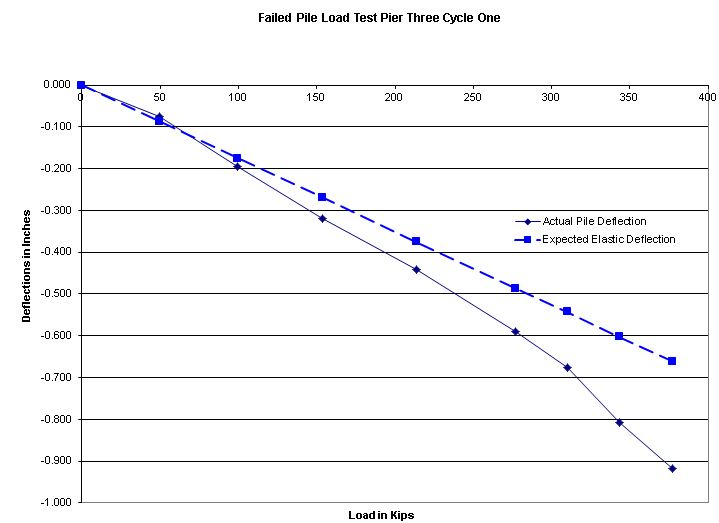 Failed Pile Load Test Pier Three Cycle One
0.000
0 50 100 150 200 250 300 350 400
-0.100
-0.200
-0.300
Actual Pile Deflection
Expected Elastic Deflection
-0.400
-0.500
-0.600
-0.700
-0.800
-0.900
-1.000
Deflections in Inches
Load in Kips